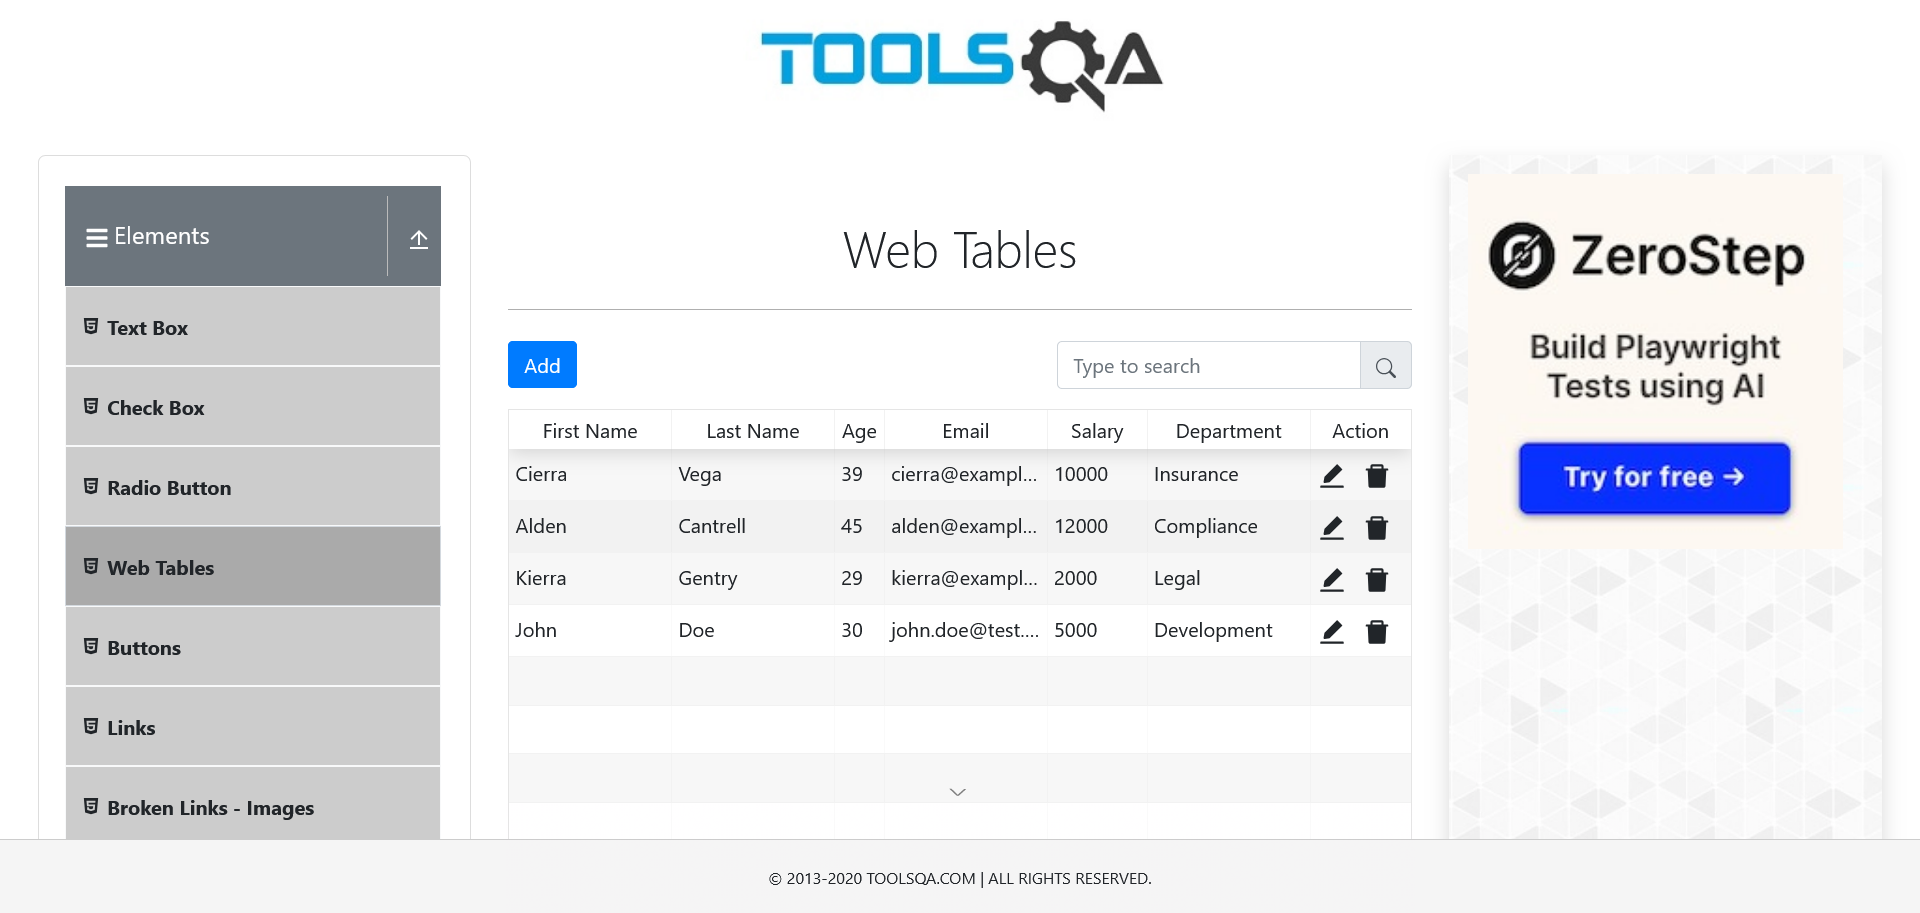 TOOLSQA
Elements
Text Box
Check Box
Radio Button
Web Tables
Buttons
Links
Broken Links - Images
Web Tables
Add
Type to search
First Name Last Name Age Email Salary Department Action
Cierra Vega 39 cierra@exampl... 10000 Insurance
Alden Cantrell 45 alden@exampl... 12000 Compliance
Kierra Gentry 29 kierra@exampl... 2000 Legal
John Doe 30 john.doe@test.... 5000 Development
ZeroStep
Build Playwright
Tests using AI
Try for free →
© 2013-2020 TOOLSQA.COM | ALL RIGHTS RESERVED.